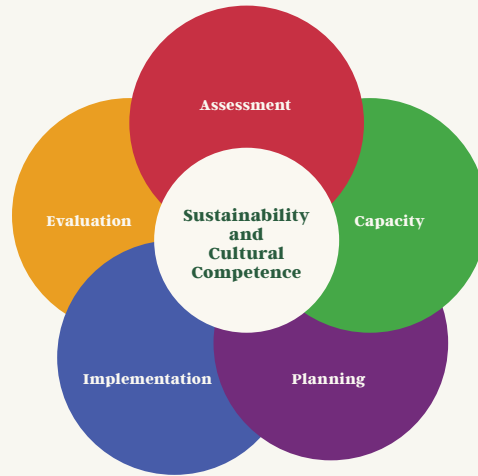 Assessment
Evaluation
Sustainability
and
Cultural
Competence
Capacity
Implementation
Planning